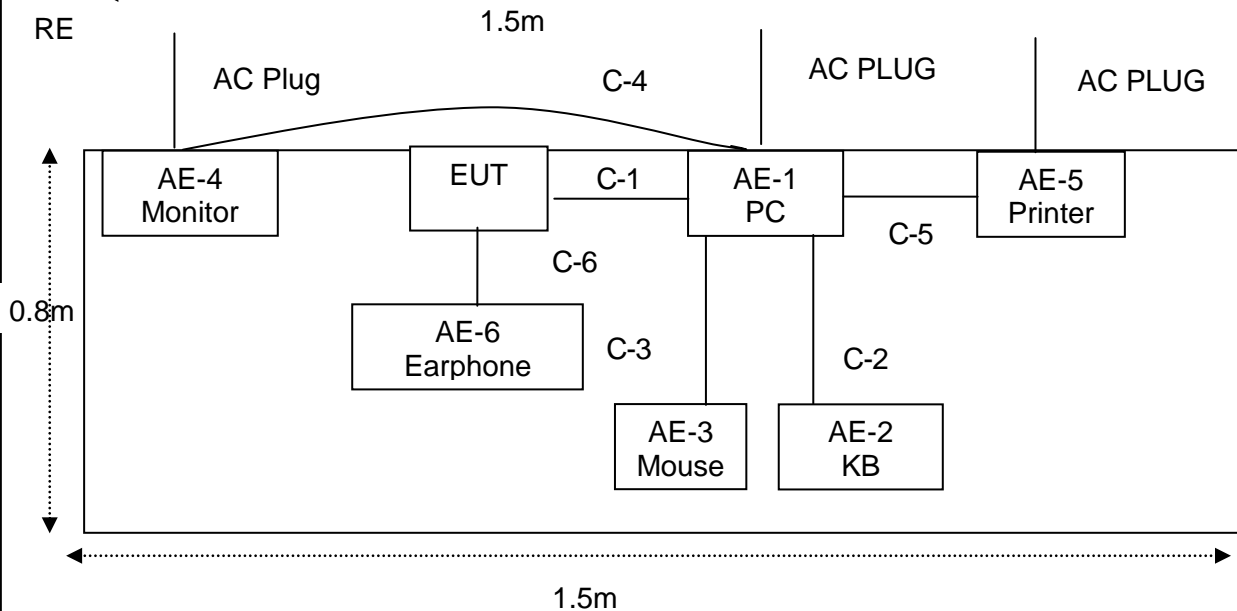 RE
1.5m
AC Plug
C-4
AC PLUG
AC PLUG
AE-4
Monitor
EUT
C-1
AE-1
PC
AE-5
Printer
C-5
C-6
0.8m
AE-6
Earphone
C-3
C-2
AE-3
Mouse
AE-2
KB
1.5m